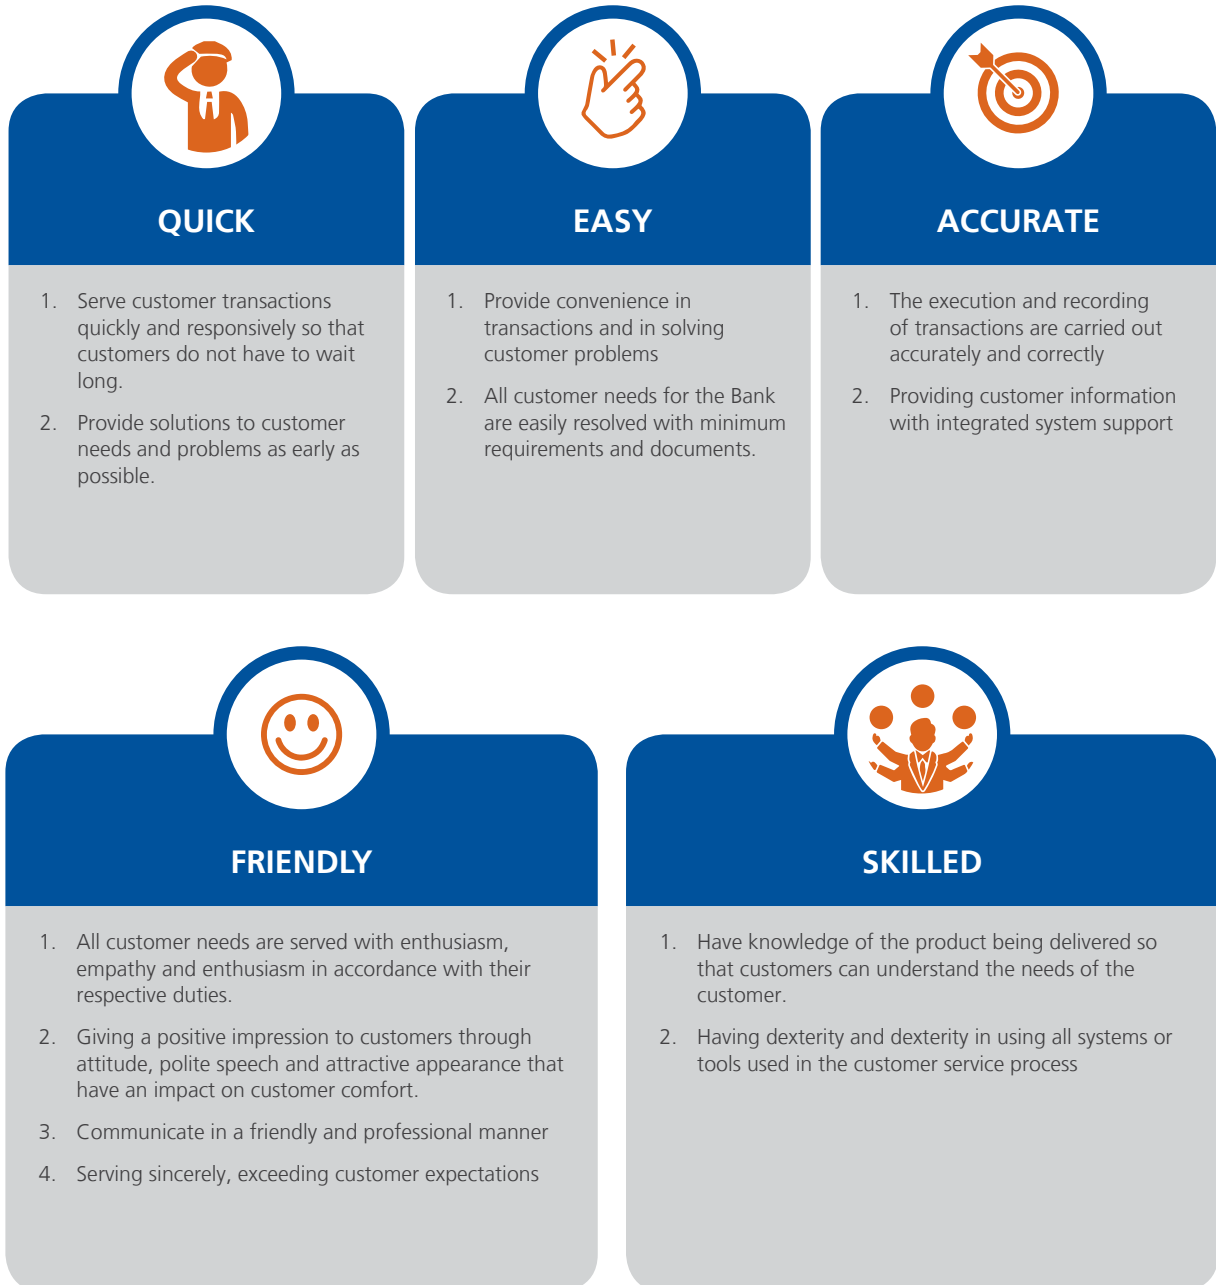 QUICK
1. Serve customer transactions
quickly and responsively so that
customers do not have to wait
long.
2. Provide solutions to customer
needs and problems as early as
possible.
EASY
1. Provide convenience in
transactions and in solving
customer problems
2. All customer needs for the Bank
are easily resolved with minimum
requirements and documents.
ACCURATE
1. The execution and recording
of transactions are carried out
accurately and correctly
2. Providing customer information
with integrated system support
FRIENDLY
1. All customer needs are served with enthusiasm,
empathy and enthusiasm in accordance with their
respective duties.
2. Giving a positive impression to customers through
attitude, polite speech and attractive appearance that
have an impact on customer comfort.
3. Communicate in a friendly and professional manner
4. Serving sincerely, exceeding customer expectations
SKILLED
1. Have knowledge of the product being delivered so
that customers can understand the needs of the
customer.
2. Having dexterity and dexterity in using all systems or
tools used in the customer service process